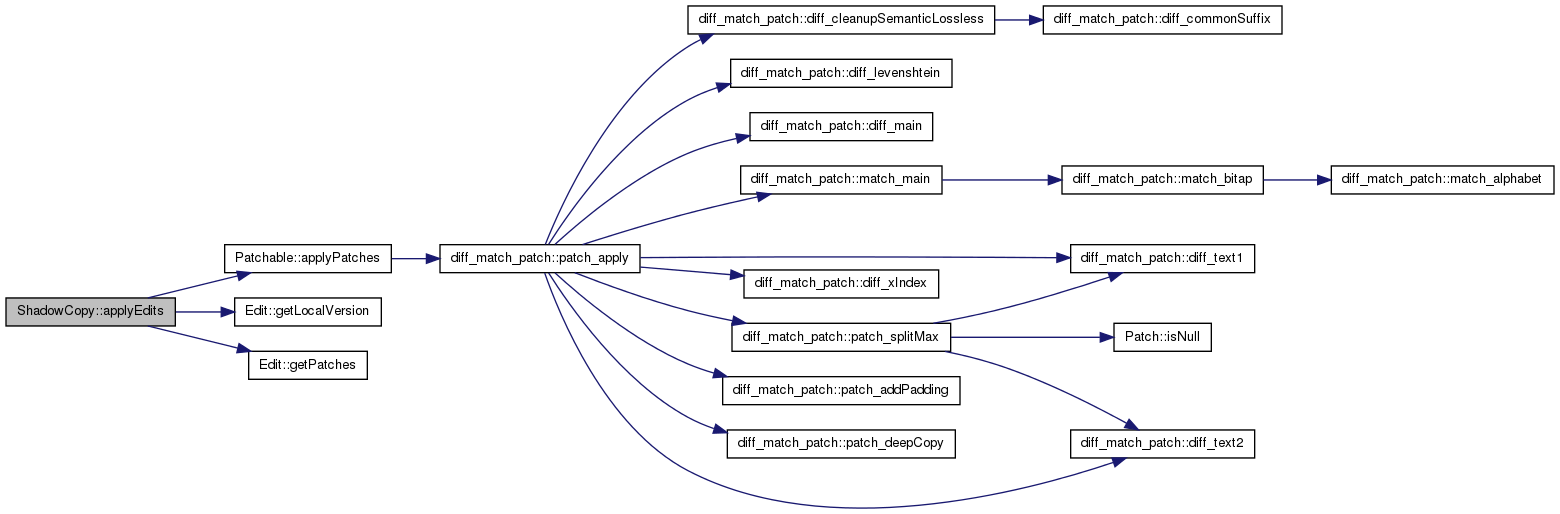 diff_match_patch::diff_cleanupSemanticLossless
diff_match_patch::diff_commonSuffix
diff_match_patch::diff_levenshtein
diff_match_patch::diff_main
diff_match_patch::match_main
diff_match_patch::match_bitap
diff_match_patch::match_alphabet
Patchable::applyPatches
diff_match_patch::patch_apply
diff_match_patch::diff_text1
diff_match_patch::diff_xIndex
ShadowCopy::applyEdits
Edit::getLocalVersion
diff_match_patch::patch_splitMax
Patch::isNull
Edit::getPatches
diff_match_patch::patch_addPadding
diff_match_patch::patch_deepCopy
diff_match_patch::diff_text2